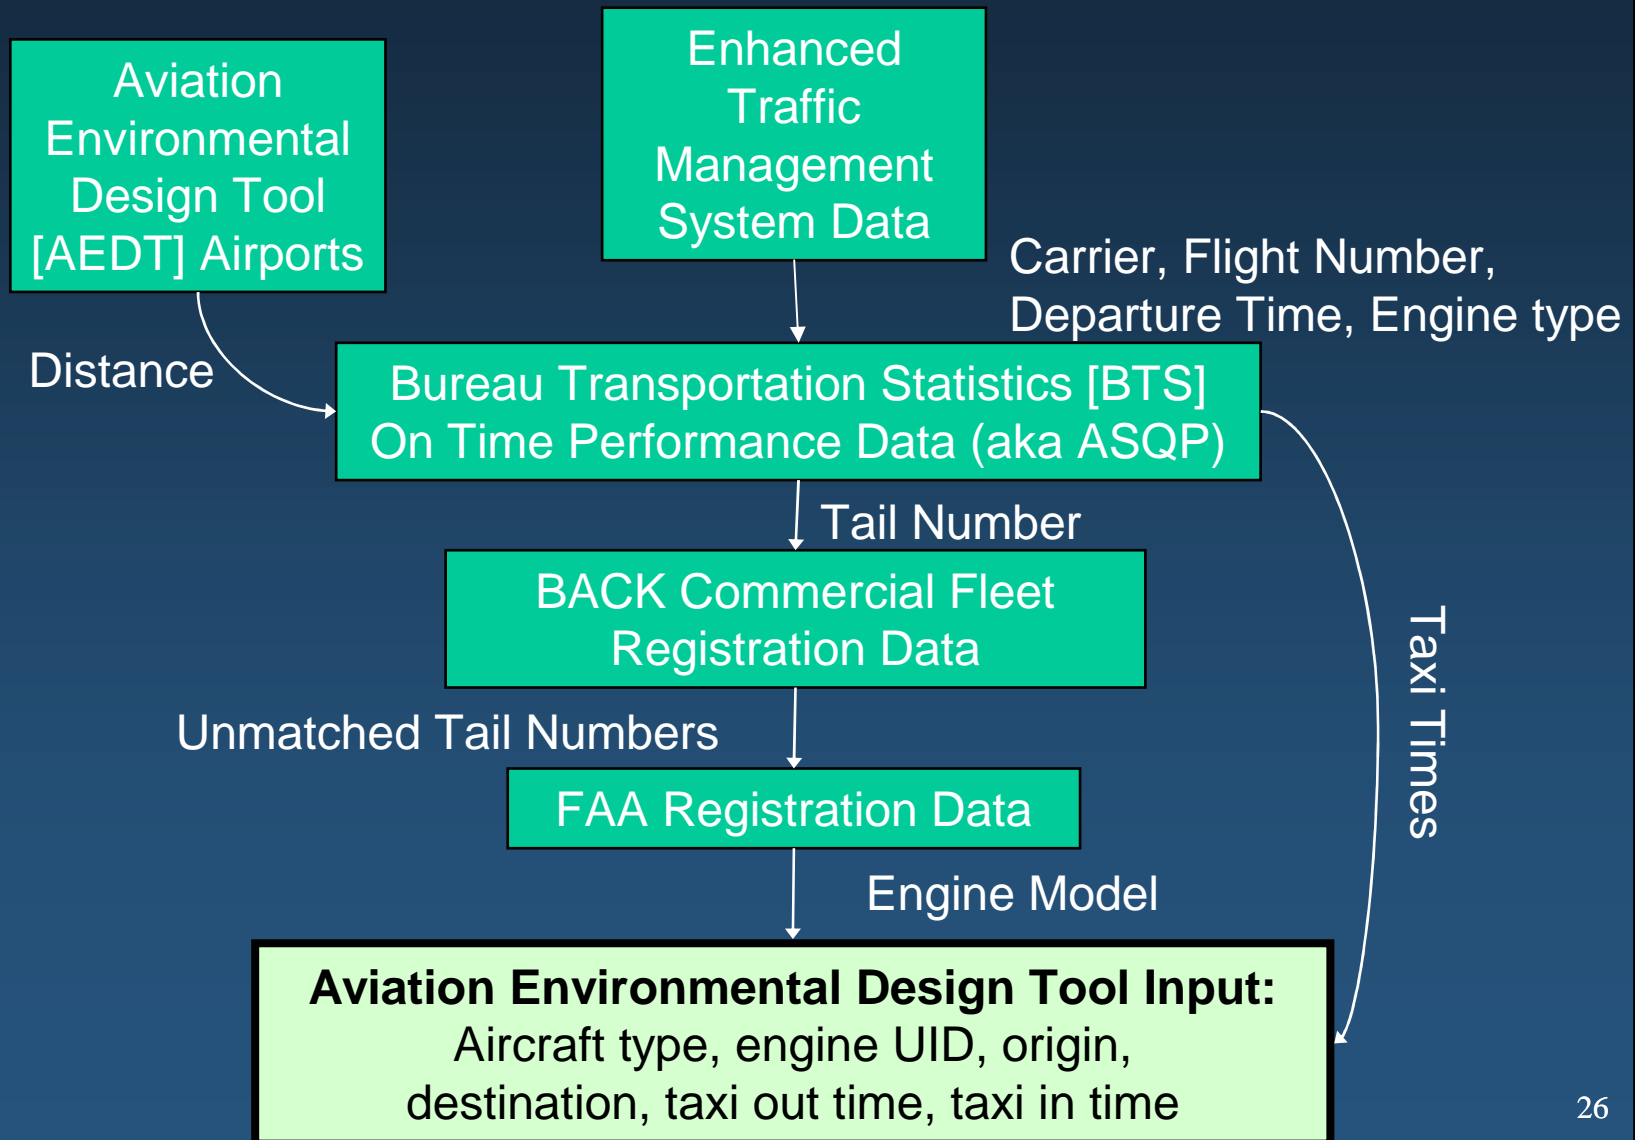 Aviation
Environmental
Design Tool
[AEDT] Airports
Enhanced
Traffic
Management
System Data
Carrier, Flight Number,
Departure Time, Engine type
Distance
Bureau Transportation Statistics [BTS]
On Time Performance Data (aka ASQP)
Tail Number
BACK Commercial Fleet
Registration Data
Taxi Times
Unmatched Tail Numbers
FAA Registration Data
Engine Model
Aviation Environmental Design Tool Input:
Aircraft type, engine UID, origin,
destination, taxi out time, taxi in time
26